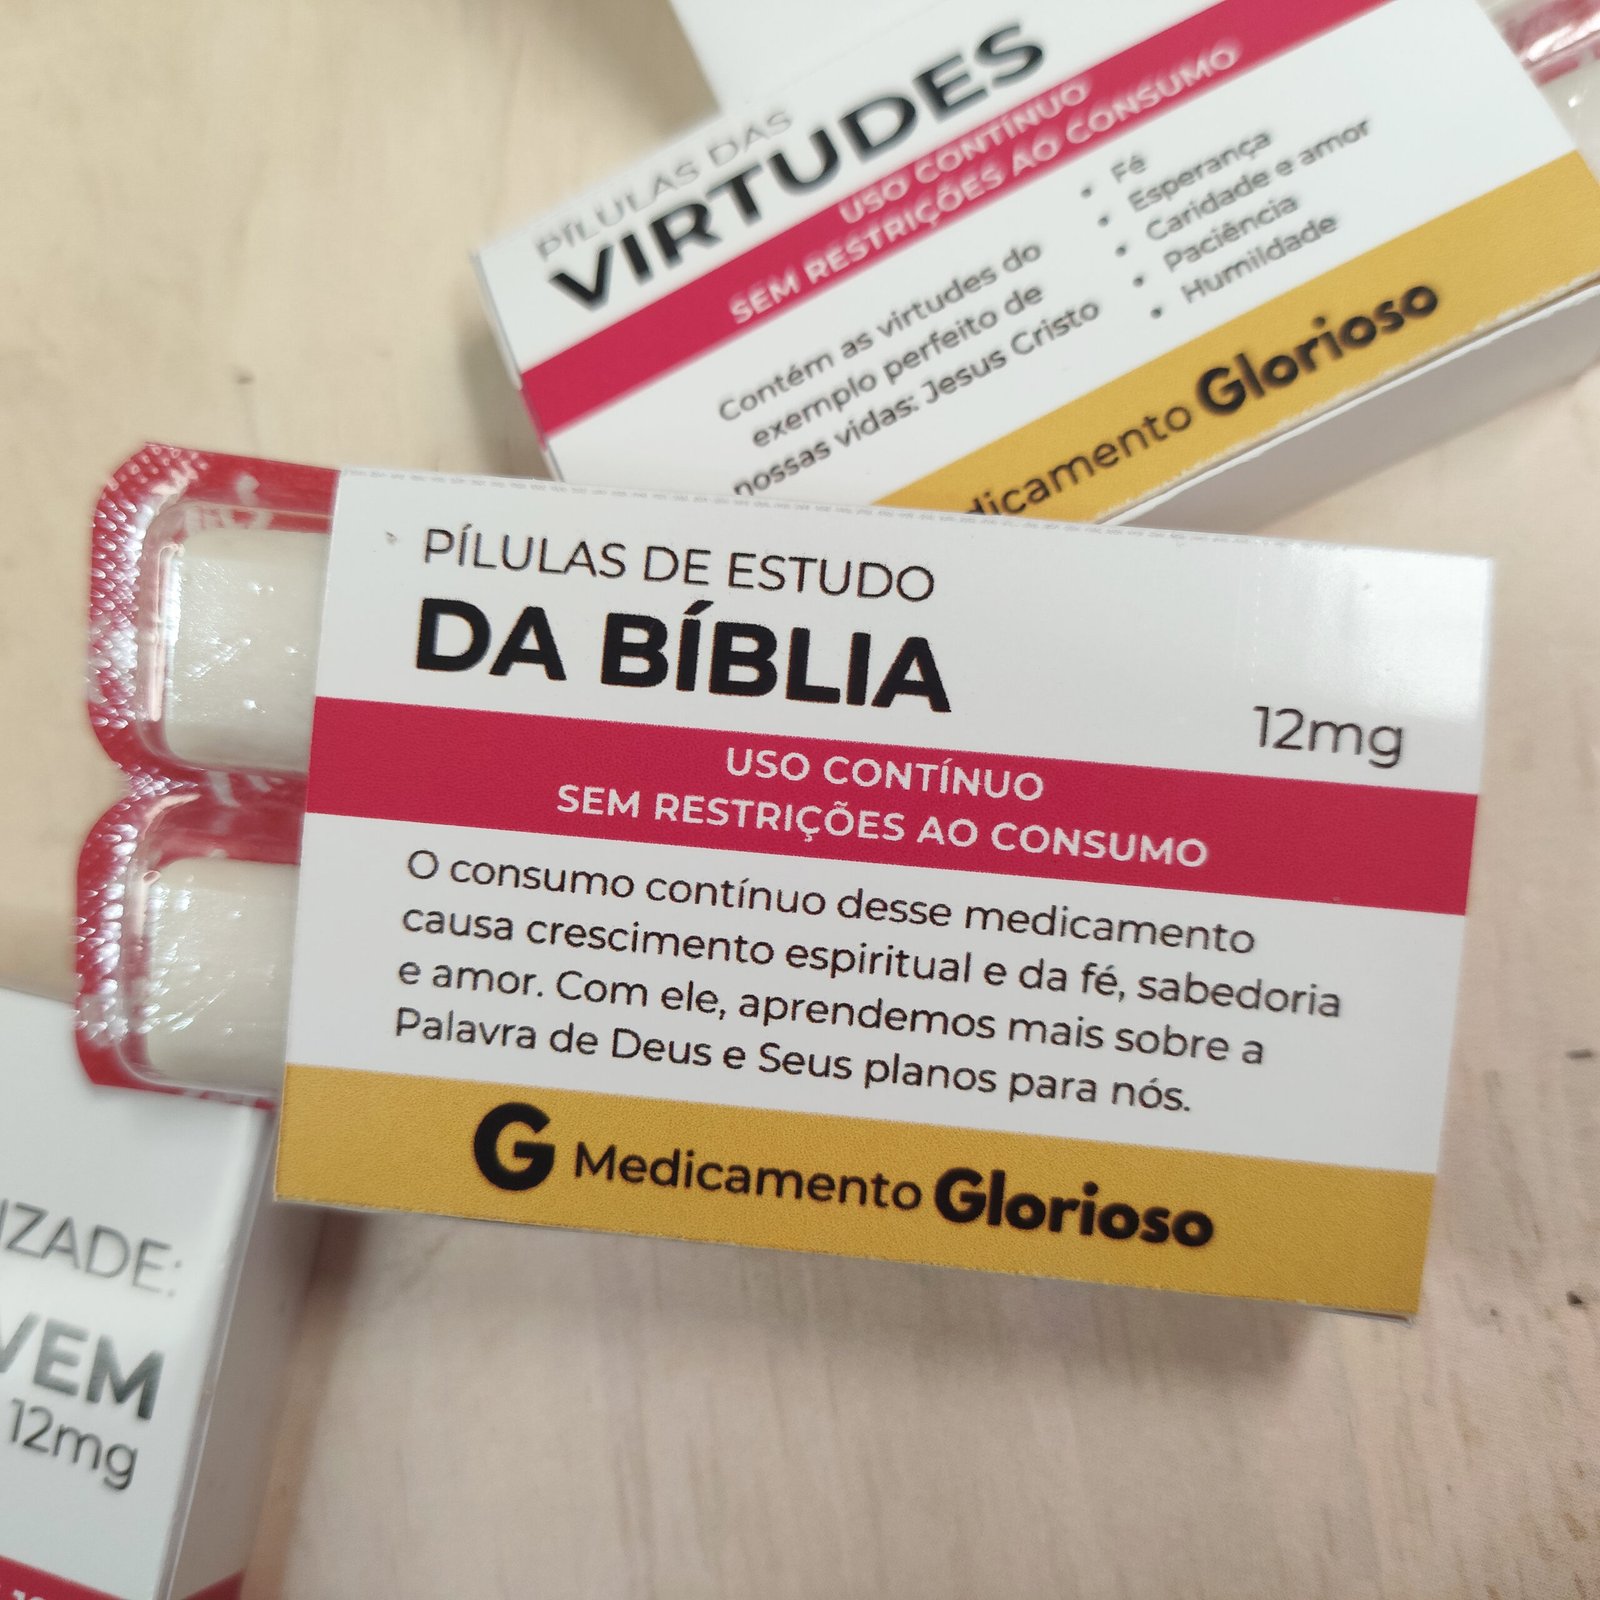 PÍLULAS DAS
VIRTUDES
USO CONTÍNUO
SEM RESTRIÇÕES AO CONSUMO
Contém as virtudes do
exemplo perfeito de
nossas vidas: Jesus Cristo
• Fé
• Esperança
• Caridade e amor
• Paciência
• Humildade
Glorioso
PÍLULAS DE ESTUDO
DA BÍBLIA
12mg
USO CONTÍNUO
SEM RESTRIÇÕES AO CONSUMO
O consumo contínuo desse medicamento
causa crescimento espiritual e da fé, sabedoria
e amor. Com ele, aprendemos mais sobre a
Palavra de Deus e Seus planos para nós.
G Medicamento Glorioso
12mg